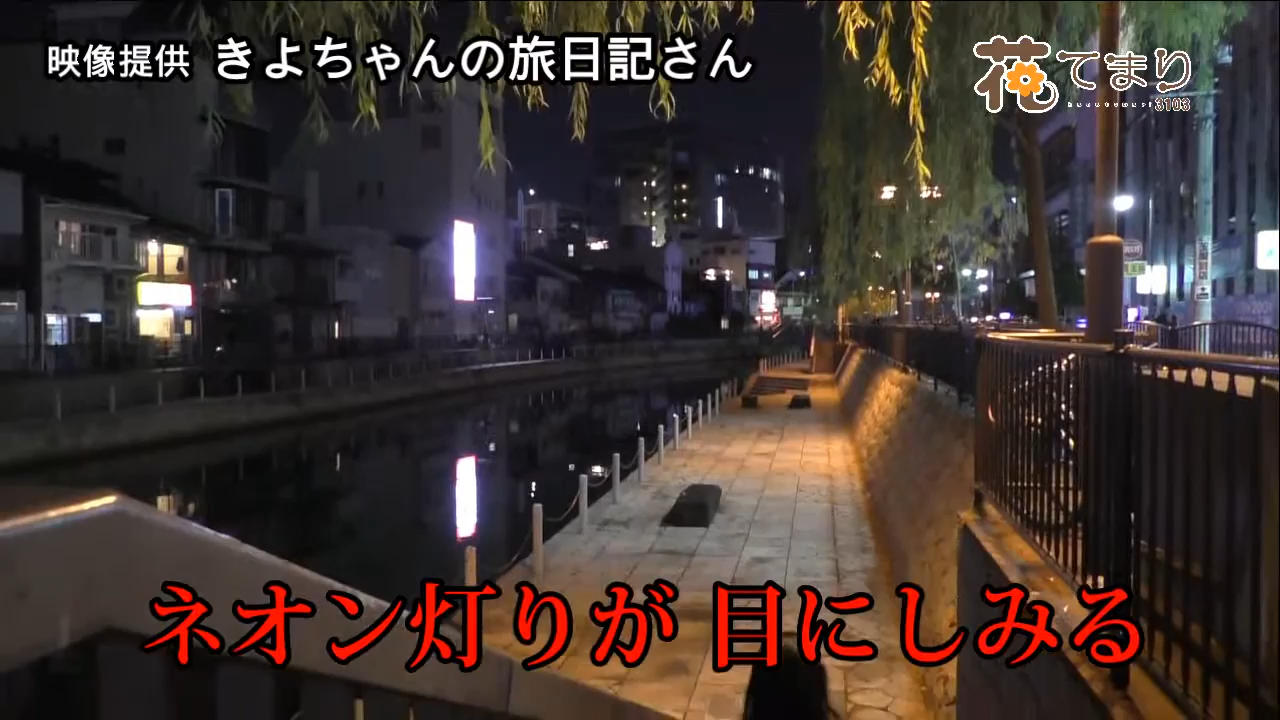 映像提供 きよちゃんの旅日記さん
花てまり
3103
ネオン灯りが 目にしみる